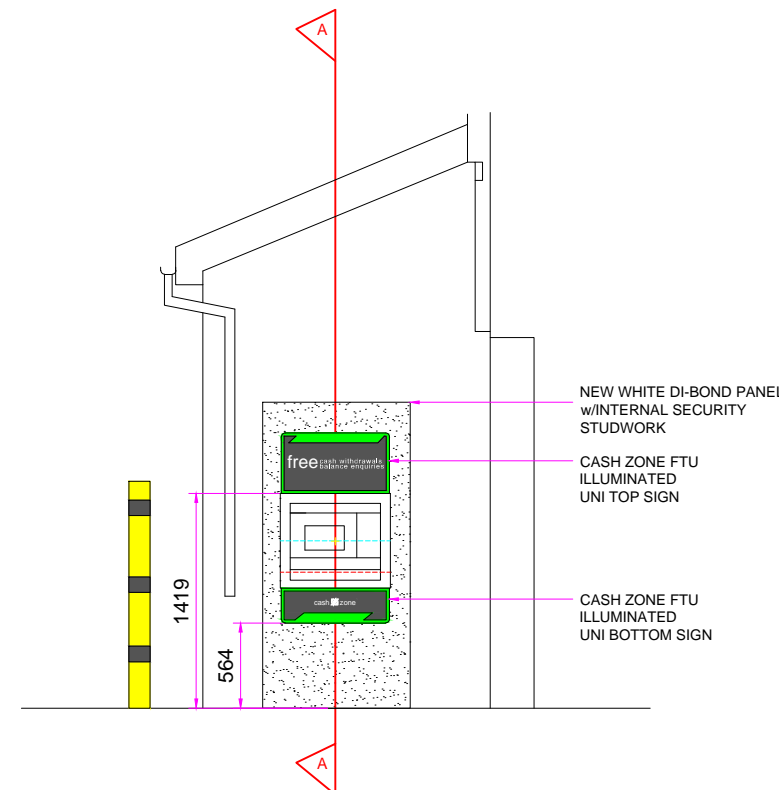 A
NEW WHITE DI-BOND PANEL
w/INTERNAL SECURITY
STUDWORK
CASH ZONE FTU
ILLUMINATED
UNI TOP SIGN
free cash withdrawals
balance enquiries
1419
cash zone
CASH ZONE FTU
ILLUMINATED
UNI BOTTOM SIGN
564
A